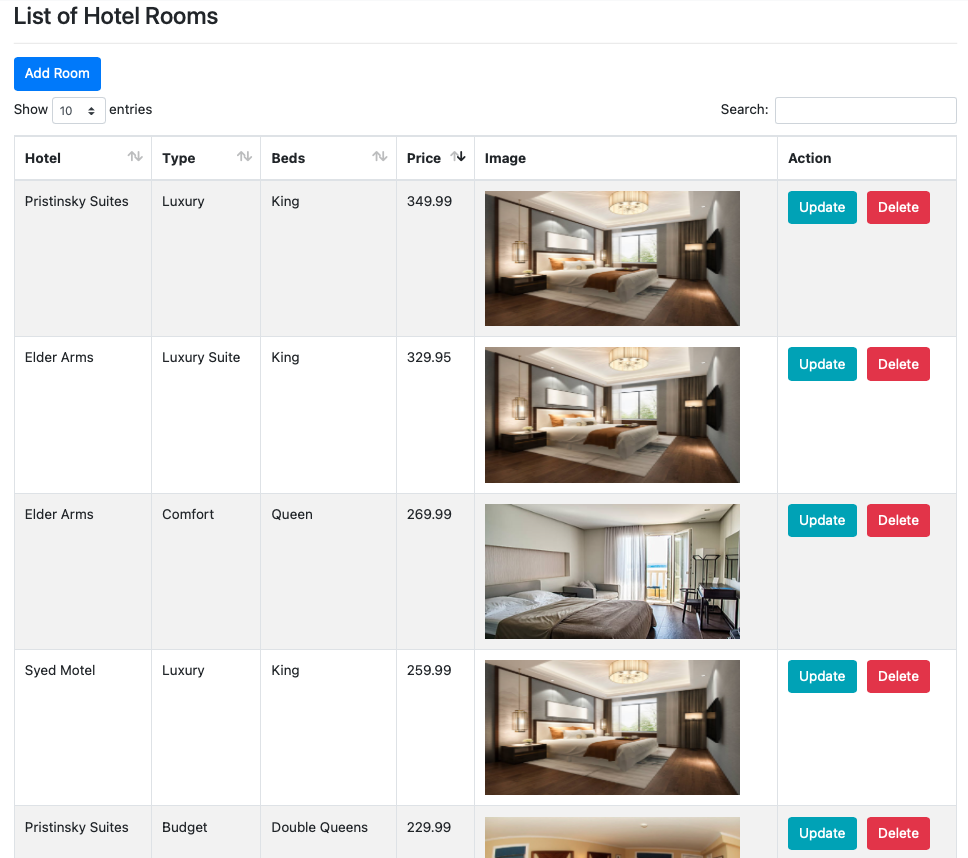 List of Hotel Rooms
Add Room
Show 10 entries
Search:
Hotel Type Beds Price Image Action
Pristinsky Suites Luxury King 349.99 Update Delete
Elder Arms Luxury Suite King 329.95 Update Delete
Elder Arms Comfort Queen 269.99 Update Delete
Syed Motel Luxury King 259.99 Update Delete
Pristinsky Suites Budget Double Queens 229.99 Update Delete